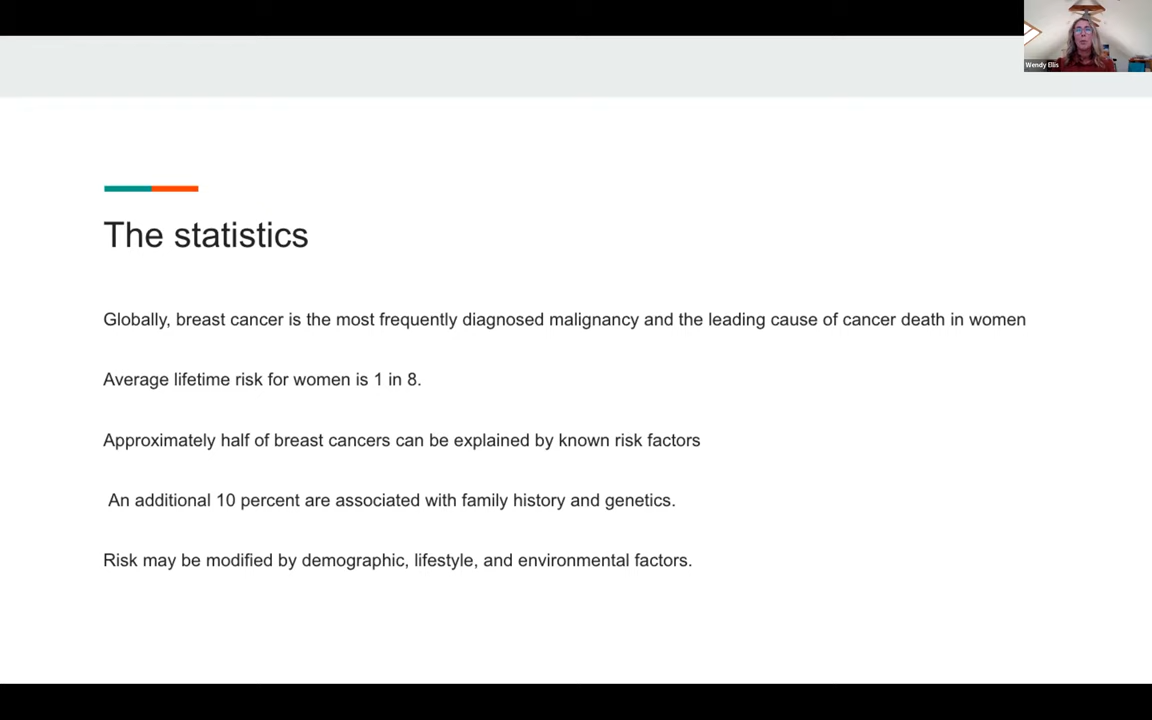 Wendy Ellis
The statistics
Globally, breast cancer is the most frequently diagnosed malignancy and the leading cause of cancer death in women
Average lifetime risk for women is 1 in 8.
Approximately half of breast cancers can be explained by known risk factors
An additional 10 percent are associated with family history and genetics.
Risk may be modified by demographic, lifestyle, and environmental factors.